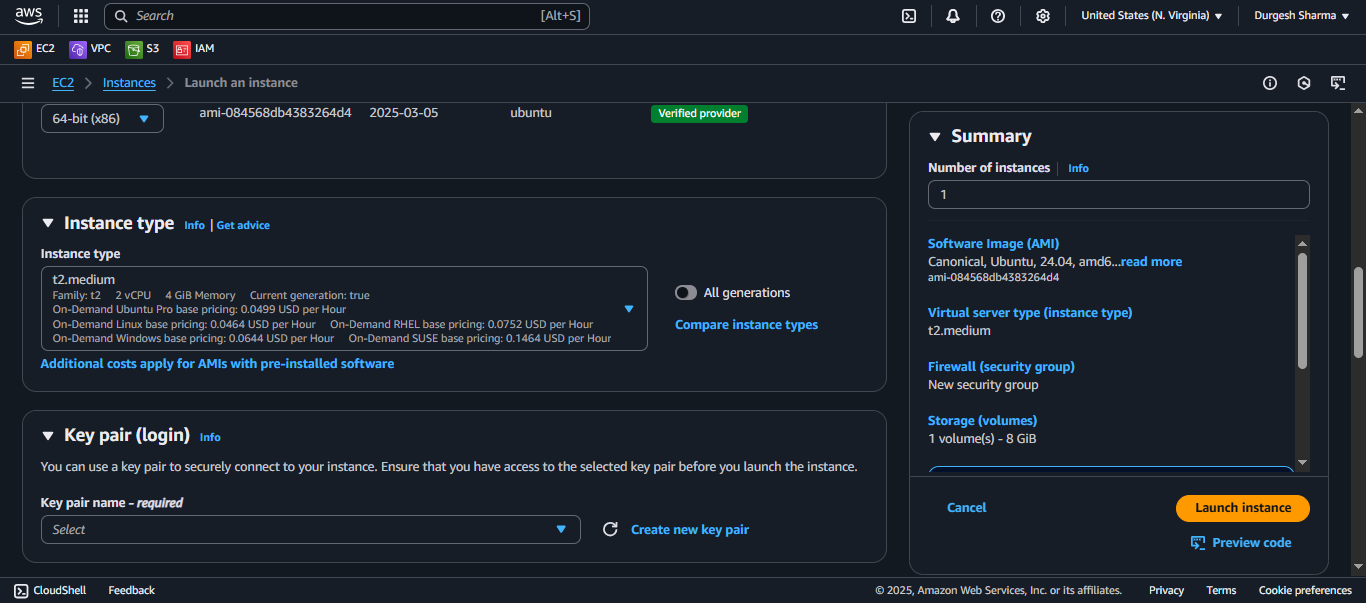 aws
Search [Alt+S]
United States (N. Virginia) Durgesh Sharma
EC2 VPC S3 IAM
EC2 Instances Launch an instance
64-bit (x86) ami-084568db4383264d4 2025-03-05 ubuntu Verified provider
Instance type Info | Get advice
Instance type
t2.medium
Family: t2 2 vCPU 4 GiB Memory Current generation: true
On-Demand Ubuntu Pro base pricing: 0.0499 USD per Hour
On-Demand Linux base pricing: 0.0464 USD per Hour On-Demand RHEL base pricing: 0.0752 USD per Hour
On-Demand Windows base pricing: 0.0644 USD per Hour On-Demand SUSE base pricing: 0.1464 USD per Hour
All generations
Compare instance types
Additional costs apply for AMIs with pre-installed software
Key pair (login) Info
You can use a key pair to securely connect to your instance. Ensure that you have access to the selected key pair before you launch the instance.
Key pair name - required
Select
Create new key pair
Summary
Number of instances Info
1
Software Image (AMI)
Canonical, Ubuntu, 24.04, amd6...read more
ami-084568db4383264d4
Virtual server type (instance type)
t2.medium
Firewall (security group)
New security group
Storage (volumes)
1 volume(s) - 8 GiB
Cancel
Launch instance
Preview code
CloudShell Feedback © 2025, Amazon Web Services, Inc. or its affiliates. Privacy Terms Cookie preferences